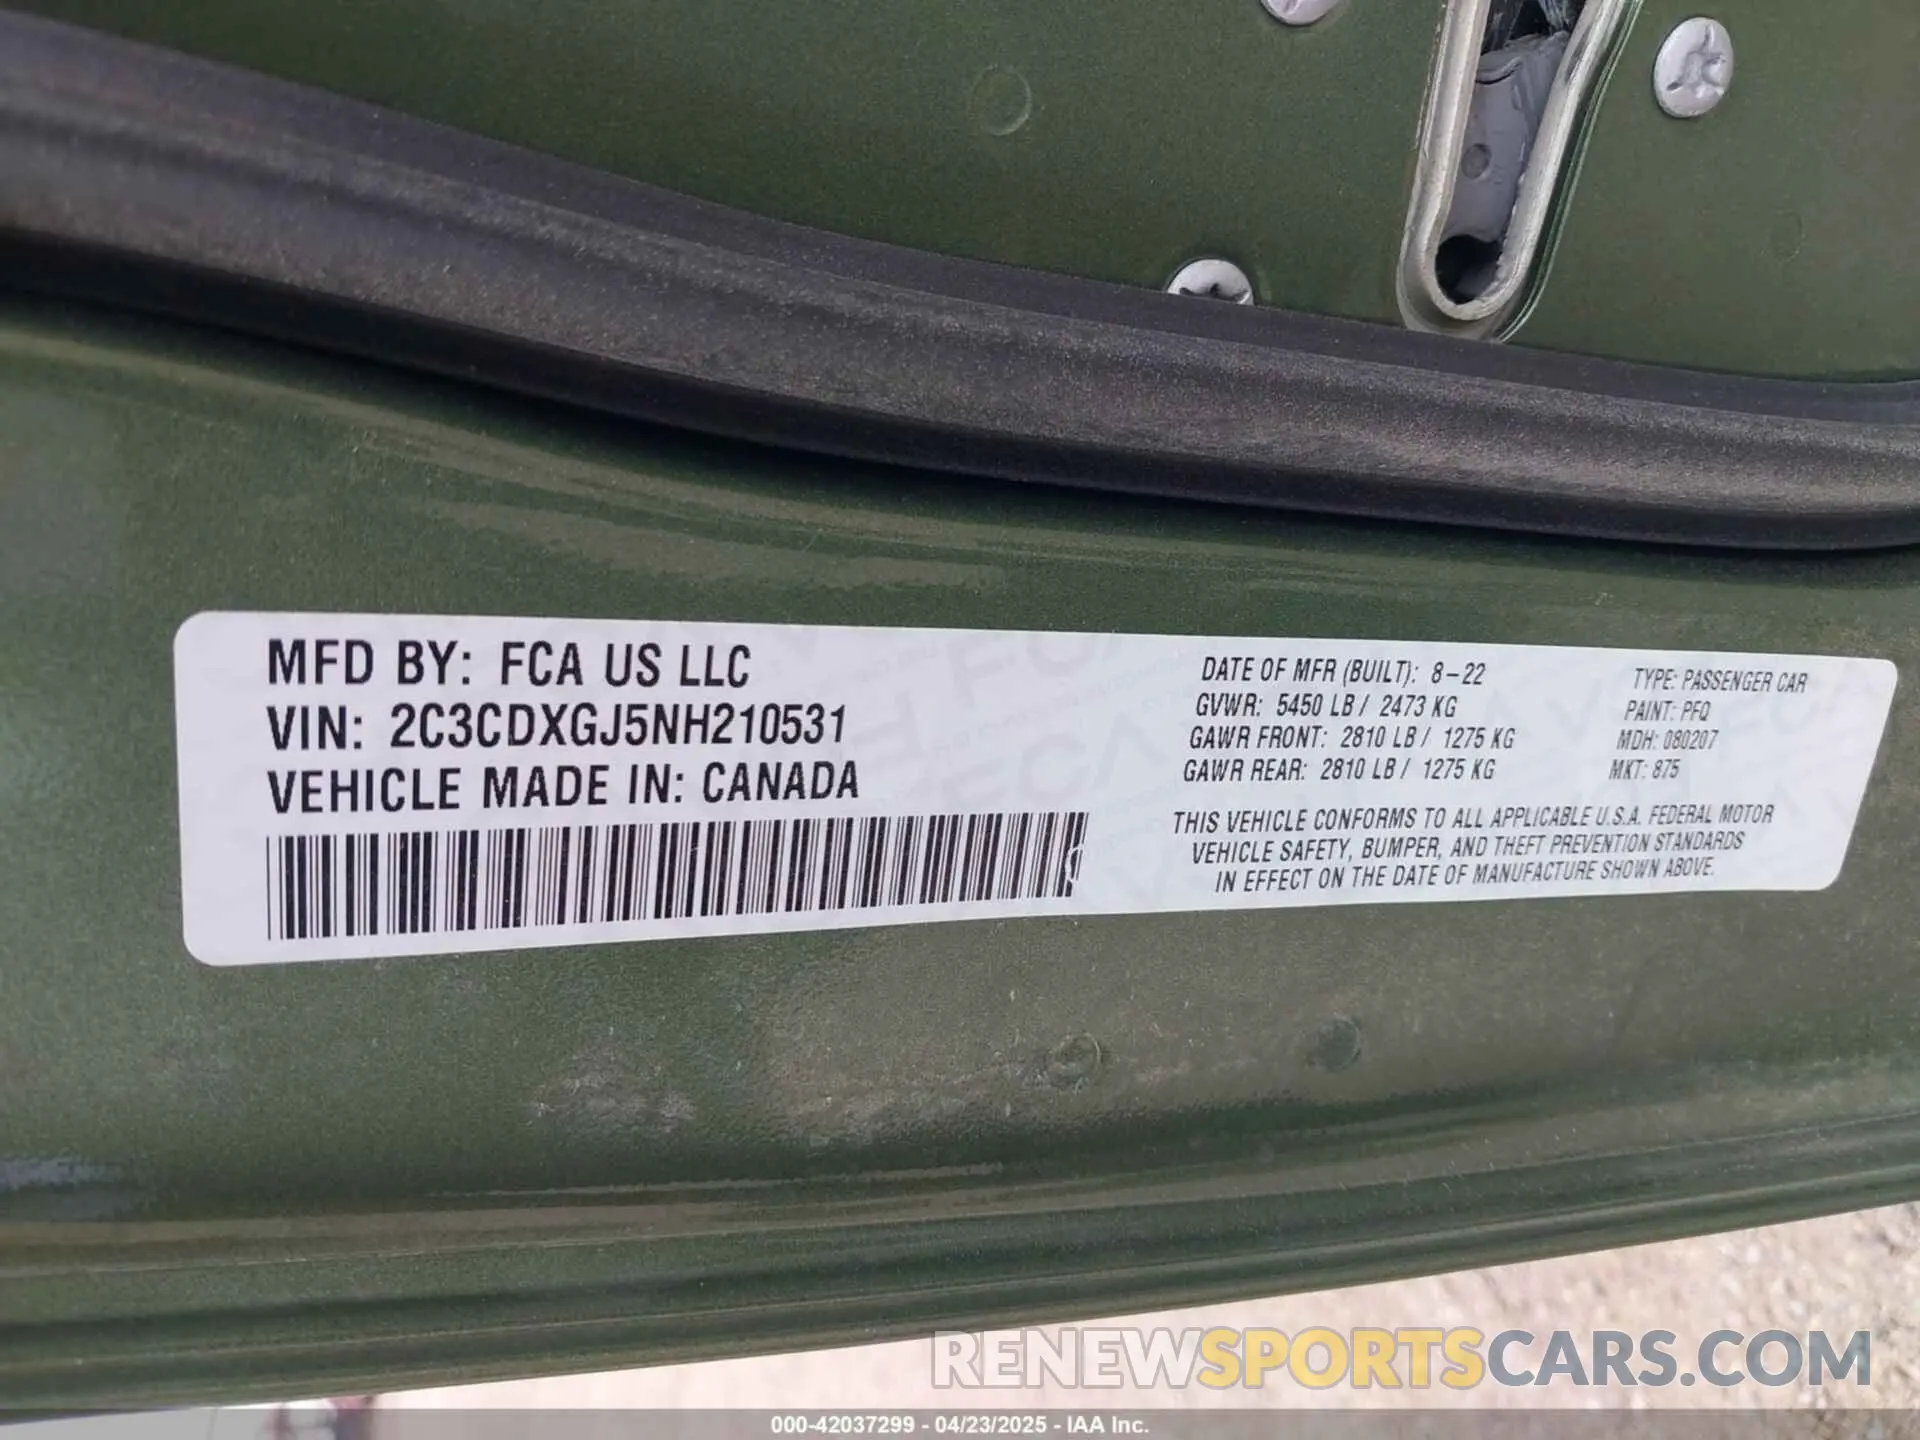 MFD BY: FCA US LLC
VIN: 2C3CDXGJ5NH210531
VEHICLE MADE IN: CANADA
DATE OF MFR (BUILT): 8-22
GVWR: 5450 LB / 2473 KG
GAWR FRONT: 2810 LB / 1275 KG
GAWR REAR: 2810 LB / 1275 KG
TYPE: PASSENGER CAR
PAINT: PFQ
MDH: 080207
MKT: 875
THIS VEHICLE CONFORMS TO ALL APPLICABLE U.S.A. FEDERAL MOTOR
VEHICLE SAFETY, BUMPER, AND THEFT PREVENTION STANDARDS
IN EFFECT ON THE DATE OF MANUFACTURE SHOWN ABOVE.
RENEWSPORTSCARS.COM
000-42037299 - 04/23/2025 - IAA Inc.